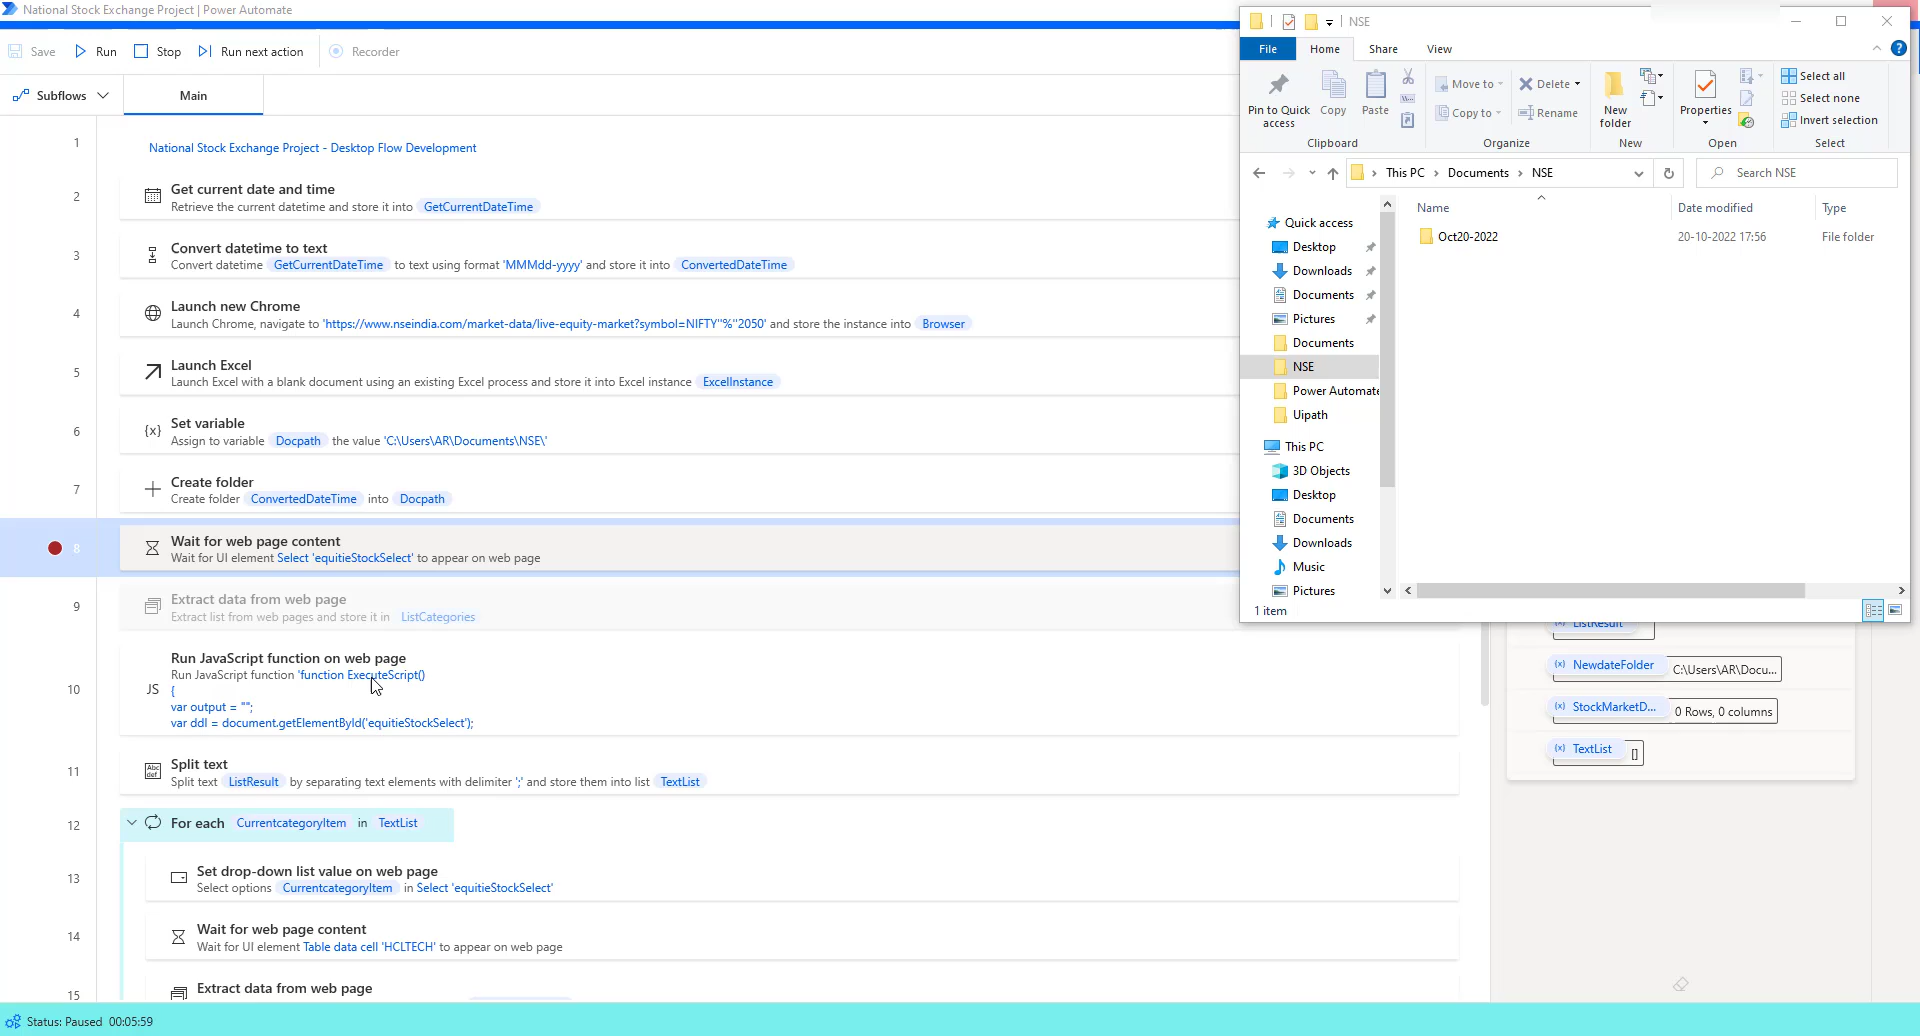 National Stock Exchange Project | Power Automate
Save
Run
Stop
Run next action
Recorder
Subflows
Main
1
National Stock Exchange Project - Desktop Flow Development
2
Get current date and time
Retrieve the current datetime and store it into GetCurrentDateTime
3
Convert datetime to text
Convert datetime GetCurrentDateTime to text using format 'MMMdd-yyyy' and store it into ConvertedDateTime
4
Launch new Chrome
Launch Chrome, navigate to 'https://www.nseindia.com/market-data/live-equity-market?symbol=NIFTY"%"2050' and store the instance into Browser
5
Launch Excel
Launch Excel with a blank document using an existing Excel process and store it into Excel instance ExcelInstance
6
{x}
Set variable
Assign to variable Docpath the value 'C:\Users\AR\Documents\NSE\'
7
Create folder
Create folder ConvertedDateTime into Docpath
8
Wait for web page content
Wait for UI element Select 'equitieStockSelect' to appear on web page
9
Extract data from web page
Extract list from web pages and store it in ListCategories
10
JS
Run JavaScript function on web page
Run JavaScript function 'function ExecuteScript()
{
var output = "";
var ddl = document.getElementById('equitieStockSelect');
11
Abc
def
Split text
Split text ListResult by separating text elements with delimiter ';' and store them into list TextList
12
For each CurrentcategoryItem in TextList
13
Set drop-down list value on web page
Select options CurrentcategoryItem in Select 'equitieStockSelect'
14
Wait for web page content
Wait for UI element Table data cell 'HCLTECH' to appear on web page
15
Extract data from web page
Status: Paused 00:05:59
NSE
File
Home
Share
View
?
Pin to Quick
access
Copy
Paste
Move to
Copy to
Delete
Rename
New
folder
Properties
Select all
Select none
Invert selection
Clipboard
Organize
New
Open
Select
This PC > Documents > NSE
Search NSE
Quick access
Desktop
Downloads
Documents
Pictures
Documents
NSE
Power Automate
Uipath
This PC
3D Objects
Desktop
Documents
Downloads
Music
Pictures
Name
Date modified
Type
Oct20-2022
20-10-2022 17:56
File folder
1 item
(x) ListResult
(x) NewdateFolder
C:\Users\AR\Docu...
(x) StockMarketD...
0 Rows, 0 columns
(x) TextList
[]